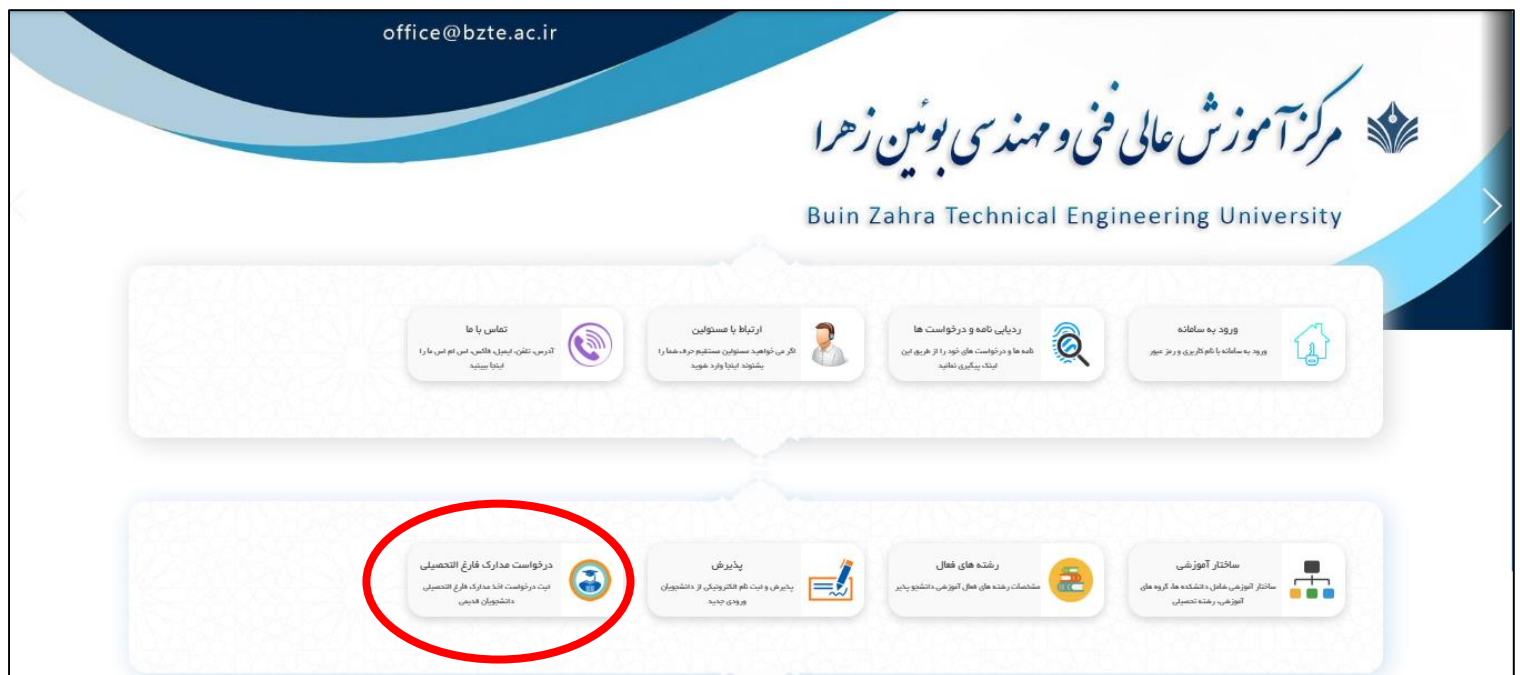 office@bzte.ac.ir
مرکز آموزش عالی فنی و مهندسی بوئین زهرا
Buin Zahra Technical Engineering University
ورود به سامانه
ورود به سامانه با نام کاربری و رمز عبور
ردیابی نامه و درخواست ها
نامه ها و درخواست های خود را از طریق این
لینک پیگیری نمائید
ارتباط با مسئولین
اگر می خواهید مسئولین مستقیم حرف شما را
بشنوند اینجا وارد شوید
تماس با ما
آدرس، تلفن، ایمیل، فاکس، اس ام اس ما را
اینجا ببینید
ساختار آموزشی
ساختار آموزشی شامل دانشکده ها، گروه های
آموزشی، رشته تحصیلی
رشته های فعال
مشخصات رشته های فعال آموزشی دانشجو پذیر
پذیرش
پذیرش و ثبت نام الکترونیکی از دانشجویان
ورودی جدید
درخواست مدارک فارغ التحصیلی
ثبت درخواست اخذ مدارک فارغ التحصیلی
دانشجویان قدیمی